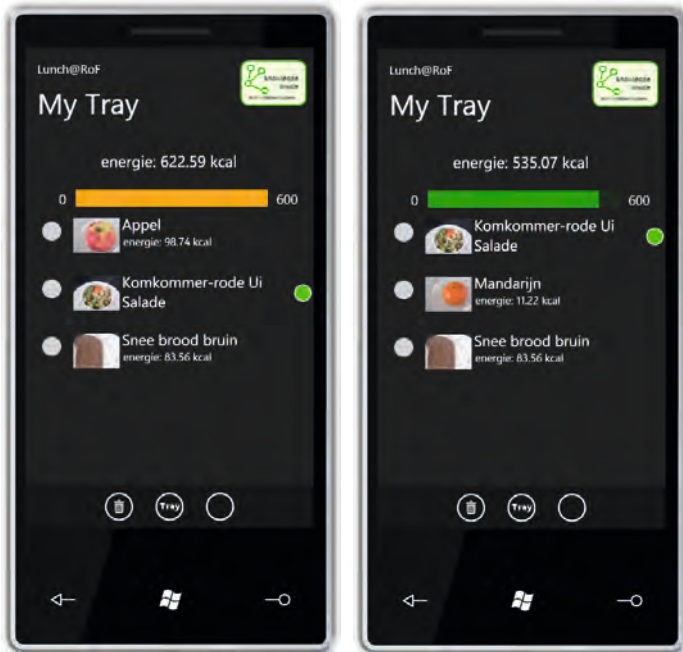 Lunch@RoF
My Tray
energie: 622.59 kcal
0
600
Appel
energie: 98.74 kcal
Komkommer-rode Ui
Salade
Snee brood bruin
energie: 83.56 kcal
Tray
Lunch@RoF
My Tray
energie: 535.07 kcal
0
600
Komkommer-rode Ui
Salade
Mandarijn
energie: 11.22 kcal
Snee brood bruin
energie: 83.56 kcal
Tray